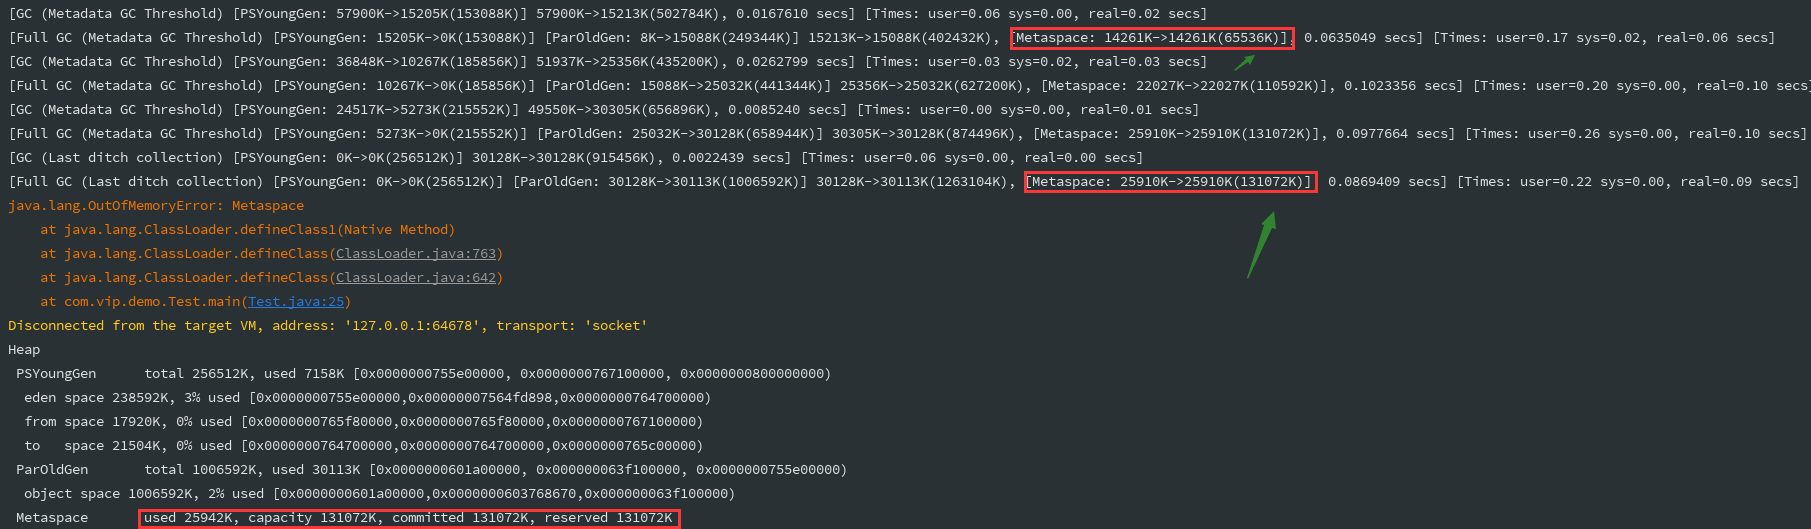 [GC (Metadata GC Threshold) [PSYoungGen: 57900K->15205K(153088K)] 57900K->15213K(502784K), 0.0167610 secs] [Times: user=0.06 sys=0.00, real=0.02 secs]
[Full GC (Metadata GC Threshold) [PSYoungGen: 15205K->0K(153088K)] [ParOldGen: 8K->15088K(249344K)] 15213K->15088K(402432K), [Metaspace: 14261K->14261K(65536K)], 0.0635049 secs] [Times: user=0.17 sys=0.02, real=0.06 secs]
[GC (Metadata GC Threshold) [PSYoungGen: 36848K->10267K(185856K)] 51937K->25356K(435200K), 0.0262799 secs] [Times: user=0.03 sys=0.02, real=0.03 secs]
[Full GC (Metadata GC Threshold) [PSYoungGen: 10267K->0K(185856K)] [ParOldGen: 15088K->25032K(441344K)] 25356K->25032K(627200K), [Metaspace: 22027K->22027K(110592K)], 0.1023356 secs] [Times: user=0.20 sys=0.00, real=0.10 secs]
[GC (Metadata GC Threshold) [PSYoungGen: 24517K->5273K(215552K)] 49550K->30305K(656896K), 0.0085240 secs] [Times: user=0.00 sys=0.00, real=0.01 secs]
[Full GC (Metadata GC Threshold) [PSYoungGen: 5273K->0K(215552K)] [ParOldGen: 25032K->30128K(658944K)] 30305K->30128K(874496K), [Metaspace: 25910K->25910K(131072K)], 0.0977664 secs] [Times: user=0.26 sys=0.00, real=0.10 secs]
[GC (Last ditch collection) [PSYoungGen: 0K->0K(256512K)] 30128K->30128K(915456K), 0.0022439 secs] [Times: user=0.06 sys=0.00, real=0.00 secs]
[Full GC (Last ditch collection) [PSYoungGen: 0K->0K(256512K)] [ParOldGen: 30128K->30113K(1006592K)] 30128K->30113K(1263104K), [Metaspace: 25910K->25910K(131072K)] 0.0869409 secs] [Times: user=0.22 sys=0.00, real=0.09 secs]
java.lang.OutOfMemoryError: Metaspace
at java.lang.ClassLoader.defineClass1(Native Method)
at java.lang.ClassLoader.defineClass(ClassLoader.java:763)
at java.lang.ClassLoader.defineClass(ClassLoader.java:642)
at com.vip.demo.Test.main(Test.java:25)
Disconnected from the target VM, address: '127.0.0.1:64678', transport: 'socket'
Heap
PSYoungGen total 256512K, used 7158K [0x0000000755e00000, 0x0000000767100000, 0x0000000800000000)
eden space 238592K, 3% used [0x0000000755e00000,0x00000007564fd898,0x0000000764700000)
from space 17920K, 0% used [0x0000000765f80000,0x0000000765f80000,0x0000000767100000)
to space 21504K, 0% used [0x0000000764700000,0x0000000764700000,0x0000000765c00000)
ParOldGen total 1006592K, used 30113K [0x0000000601a00000, 0x000000063f100000, 0x0000000755e00000)
object space 1006592K, 2% used [0x0000000601a00000,0x0000000603768670,0x000000063f100000)
Metaspace used 25942K, capacity 131072K, committed 131072K, reserved 131072K